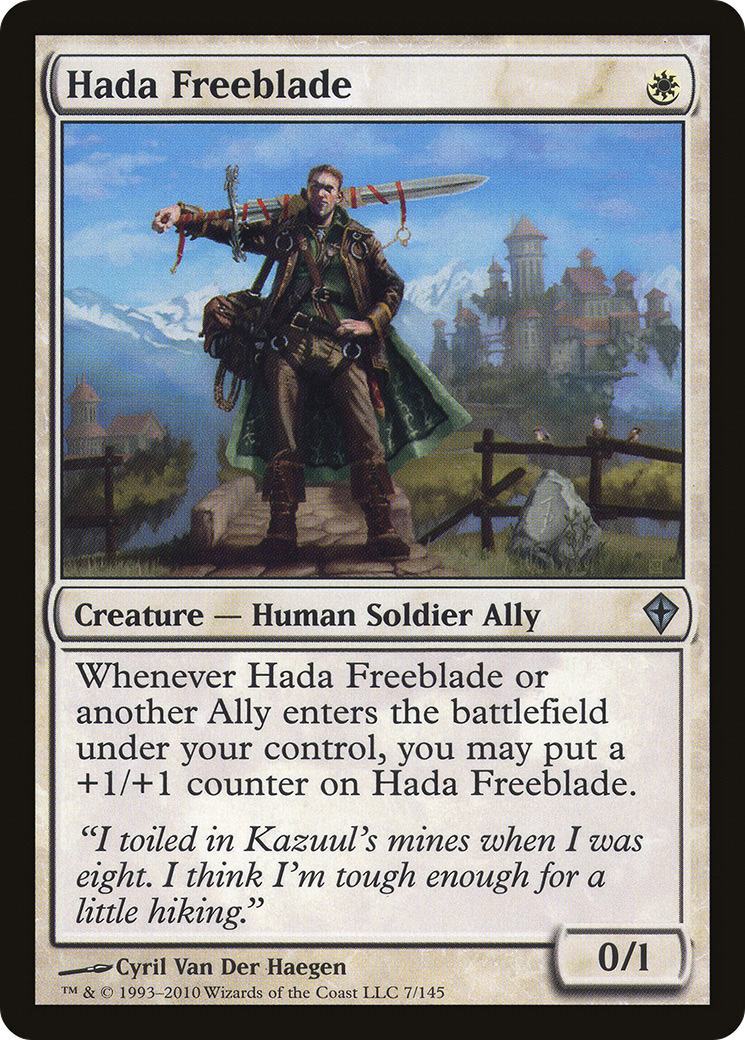 Hada Freeblade
Creature — Human Soldier Ally
Whenever Hada Freeblade or
another Ally enters the battlefield
under your control, you may put a
+1/+1 counter on Hada Freeblade.
“I toiled in Kazuul’s mines when I was
eight. I think I’m tough enough for a
little hiking.”
0/1
Cyril Van Der Haegen
™ & © 1993–2010 Wizards of the Coast LLC 7/145